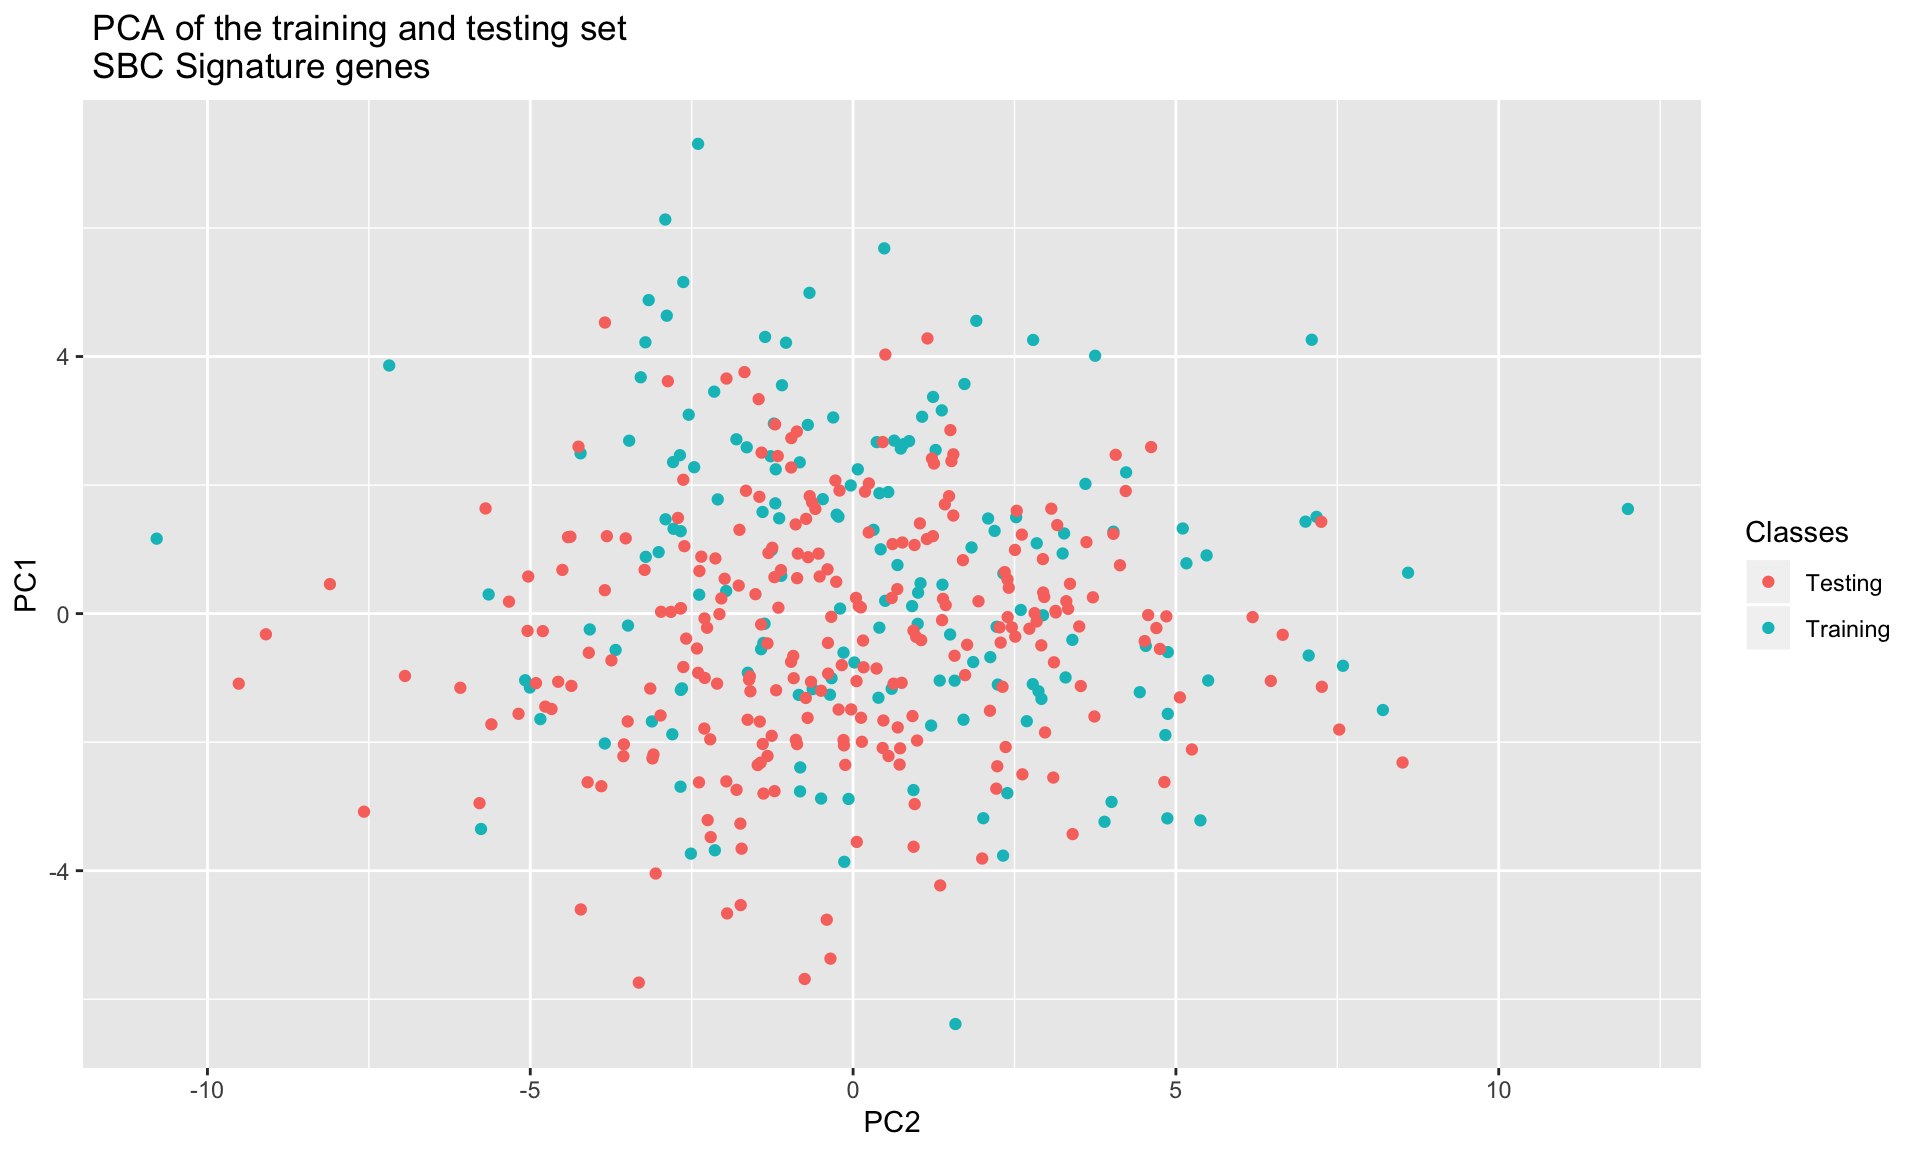 PCA of the training and testing set
SBC Signature genes
PC1
4
0
-4
-10
-5
0
5
10
PC2
Classes
Testing
Training